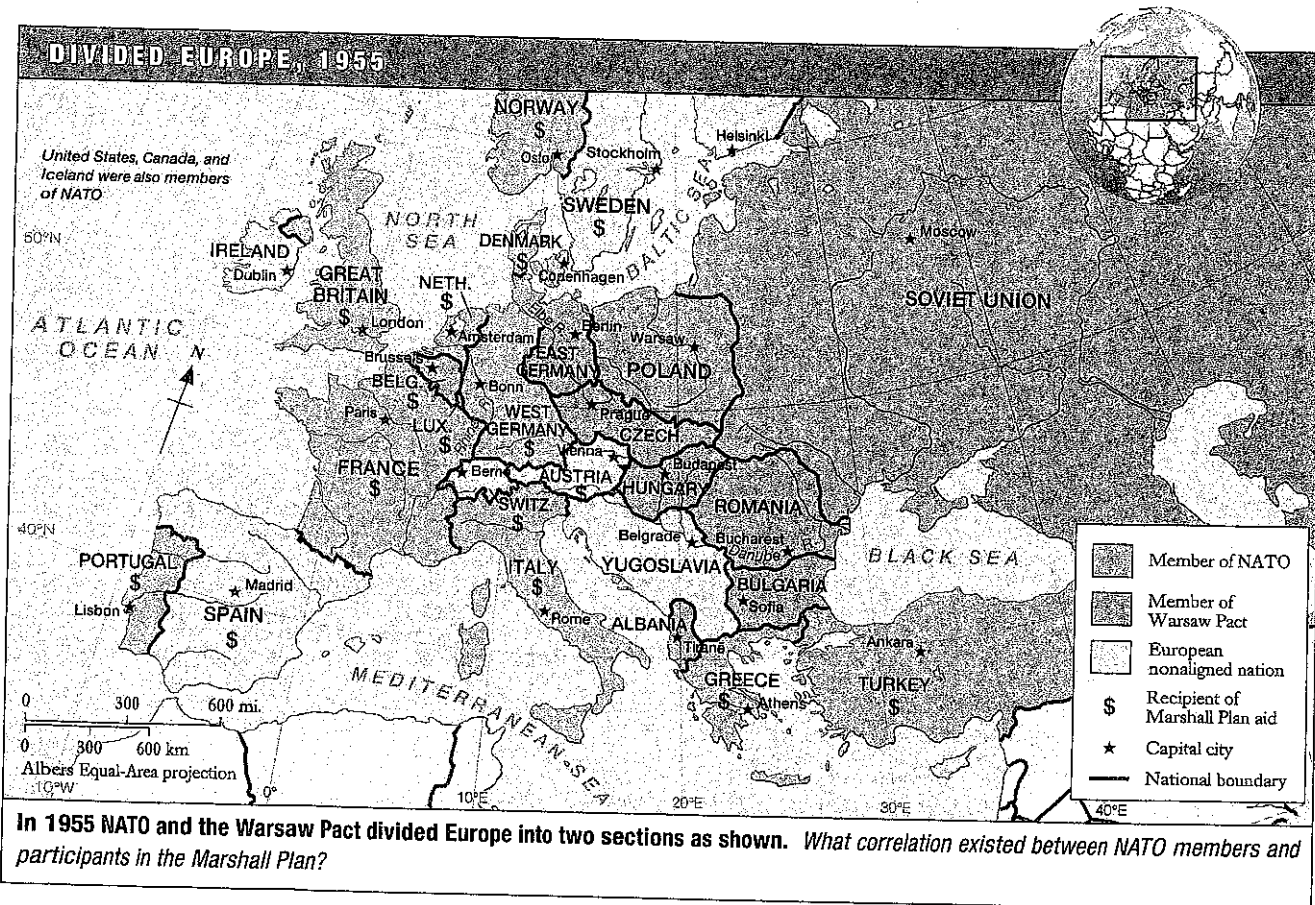 DIVIDED EUROPE, 1955
United States, Canada, and
Iceland were also members
of NATO
NORWAY
$
Oslo
Stockholm
Helsinki
SWEDEN
$
BALTIC SEA
NORTH
SEA
50°N
IRELAND
Dublin
DENMARK
$
Copenhagen
Moscow
SOVIET UNION
GREAT
BRITAIN
$
London
NETH.
$
Amsterdam
Elbe R.
Berlin
Warsaw
ATLANTIC
OCEAN
N
Brussels
BELG.
$
EAST
GERMANY
POLAND
Bonn
Paris
LUX.
$
WEST
GERMANY
$
Prague
CZECH.
Vienna
FRANCE
$
Bern
AUSTRIA
$
Budapest
HUNGARY
SWITZ.
$
ROMANIA
40°N
Belgrade
Bucharest
Danube R.
BLACK SEA
PORTUGAL
$
Lisbon
Madrid
SPAIN
$
ITALY
$
Rome
YUGOSLAVIA
BULGARIA
Sofia
ALBANIA
Tiranë
Ankara
GREECE
$
Athens
TURKEY
$
MEDITERRANEAN SEA
Member of NATO
Member of
Warsaw Pact
European
nonaligned nation
$ Recipient of
Marshall Plan aid
Capital city
National boundary
0 300 600 mi.
0 300 600 km
Albers Equal-Area projection
10°W
0°
10°E
20°E
30°E
40°E
In 1955 NATO and the Warsaw Pact divided Europe into two sections as shown. What correlation existed between NATO members and
participants in the Marshall Plan?